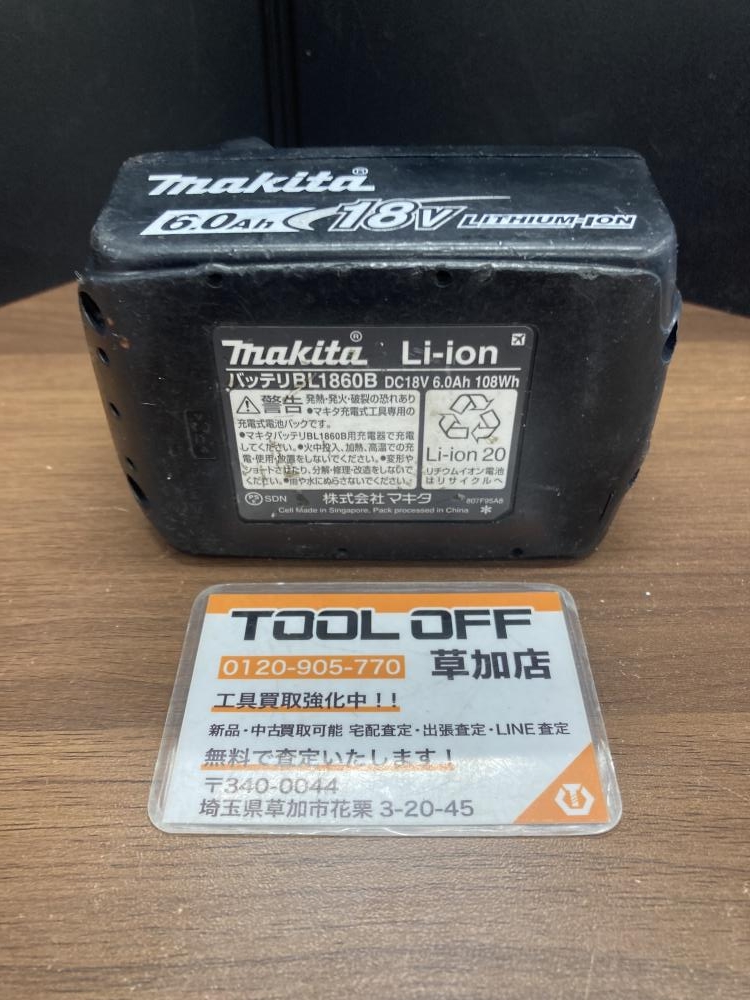 makita®
6.0Ah 18V LITHIUM-ION
makita® Li-ion
バッテリBL1860B DC18V 6.0Ah 108Wh
警告 発熱・発火・破裂の恐れあり
●マキタ充電式工具専用の
充電式電池パックです。
●マキタバッテリBL1860B用充電器で充電
してください。●火中投入、加熱、高温での充
電・使用・放置をしないでください。●変形や
ショートさせたり、分解・修理・改造をしないで
ください。●雨や水にぬらさないでください。
Li-ion 20
リチウムイオン電池
はリサイクルへ
PSE SDN 株式会社 マキタ
807F95A8
Cell Made in Singapore, Pack processed in China
TOOL OFF
0120-905-770 草加店
工具買取強化中！！
新品・中古買取可能 宅配査定・出張査定・LINE査定
無料で査定いたします！
〒340-0044
埼玉県草加市花栗 3-20-45